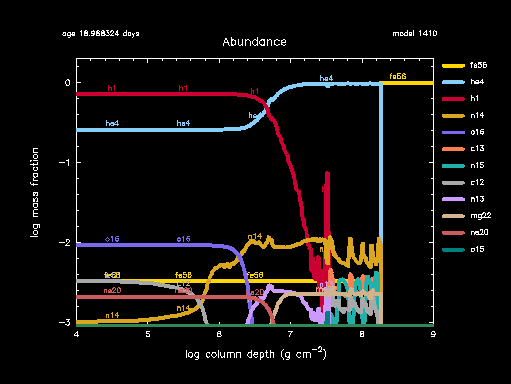 age 18.968324 days
model 1410
Abundance
fe56
he4
h1
n14
o16
c13
n15
c12
n13
mg22
ne20
o15
he4
fe56
h1 h1 h1
he4 he4 he4
n14
o16 o16
fe56 fe56
ne20 ne20 ne20
n14 n14
0
−1
−2
−3
4 5 6 7 8 9
log mass fraction
log column depth (g cm⁻²)